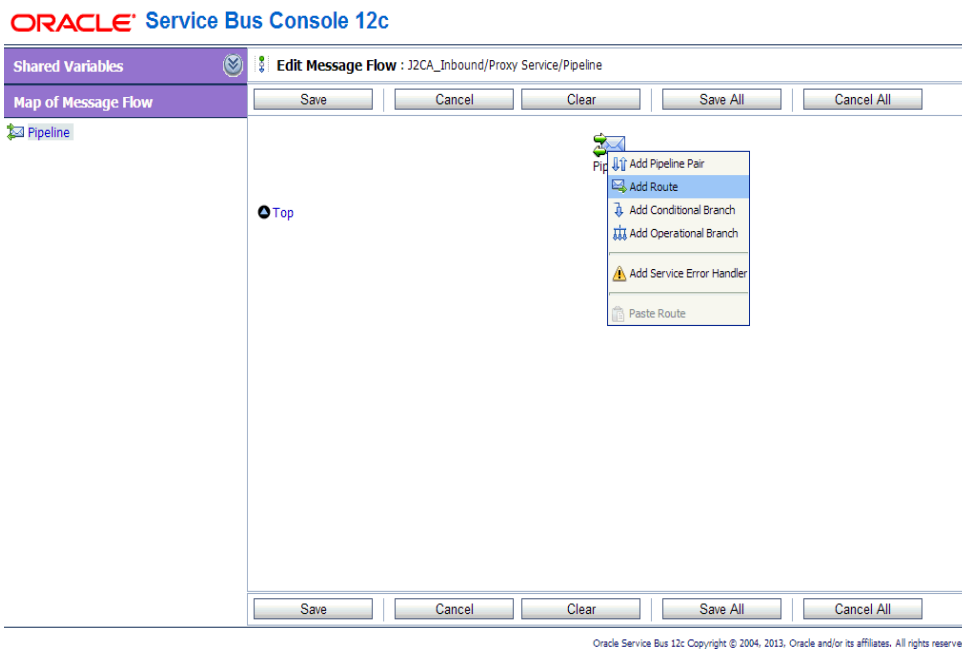 ORACLE Service Bus Console 12c
Shared Variables
Edit Message Flow : J2CA_Inbound/Proxy Service/Pipeline
Map of Message Flow
Save Cancel Clear Save All Cancel All
Pipeline
Pip
Add Pipeline Pair
Add Route
Add Conditional Branch
Top
Add Operational Branch
Add Service Error Handler
Paste Route
Save Cancel Clear Save All Cancel All
Oracle Service Bus 12c Copyright © 2004, 2013, Oracle and/or its affiliates. All rights reserve